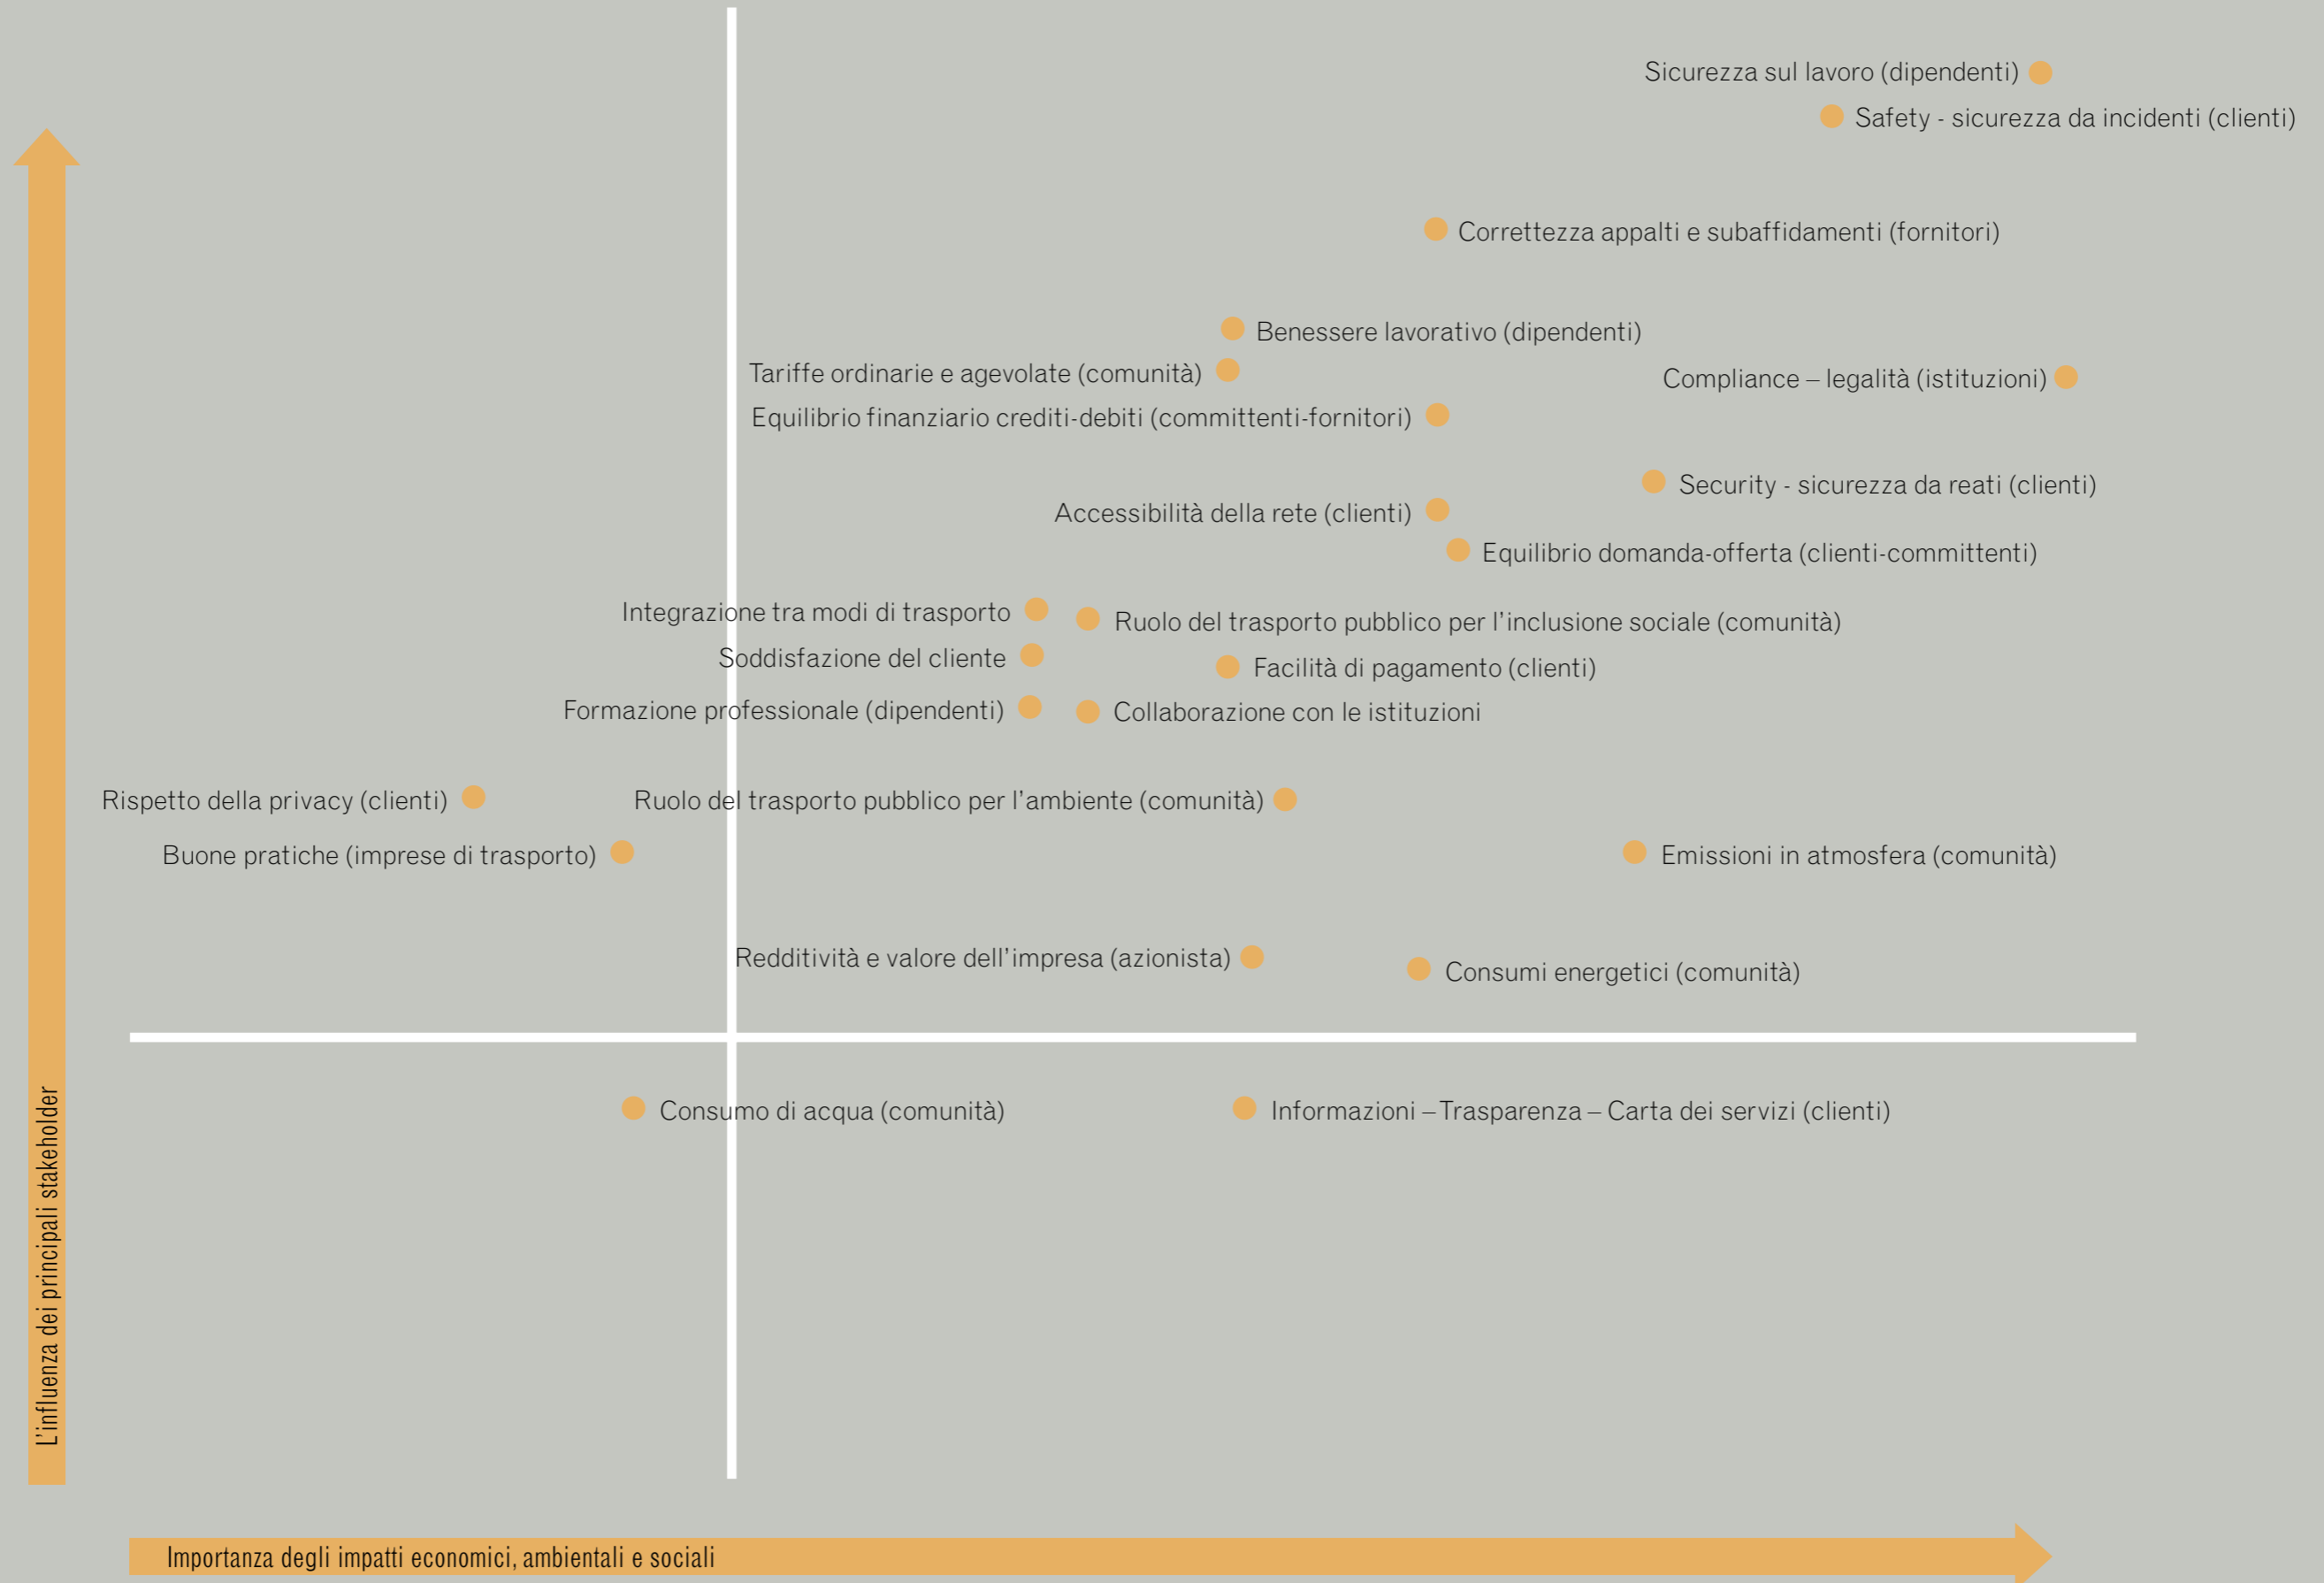 Sicurezza sul lavoro (dipendenti)
Safety - sicurezza da incidenti (clienti)
Correttezza appalti e subaffidamenti (fornitori)
Benessere lavorativo (dipendenti)
Tariffe ordinarie e agevolate (comunità)
Compliance – legalità (istituzioni)
Equilibrio finanziario crediti-debiti (committenti-fornitori)
Security - sicurezza da reati (clienti)
Accessibilità della rete (clienti)
Equilibrio domanda-offerta (clienti-committenti)
Integrazione tra modi di trasporto
Ruolo del trasporto pubblico per l’inclusione sociale (comunità)
Soddisfazione del cliente
Facilità di pagamento (clienti)
Formazione professionale (dipendenti)
Collaborazione con le istituzioni
Rispetto della privacy (clienti)
Ruolo del trasporto pubblico per l’ambiente (comunità)
Buone pratiche (imprese di trasporto)
Emissioni in atmosfera (comunità)
Redditività e valore dell’impresa (azionista)
Consumi energetici (comunità)
Consumo di acqua (comunità)
Informazioni – Trasparenza – Carta dei servizi (clienti)
L’influenza dei principali stakeholder
Importanza degli impatti economici, ambientali e sociali